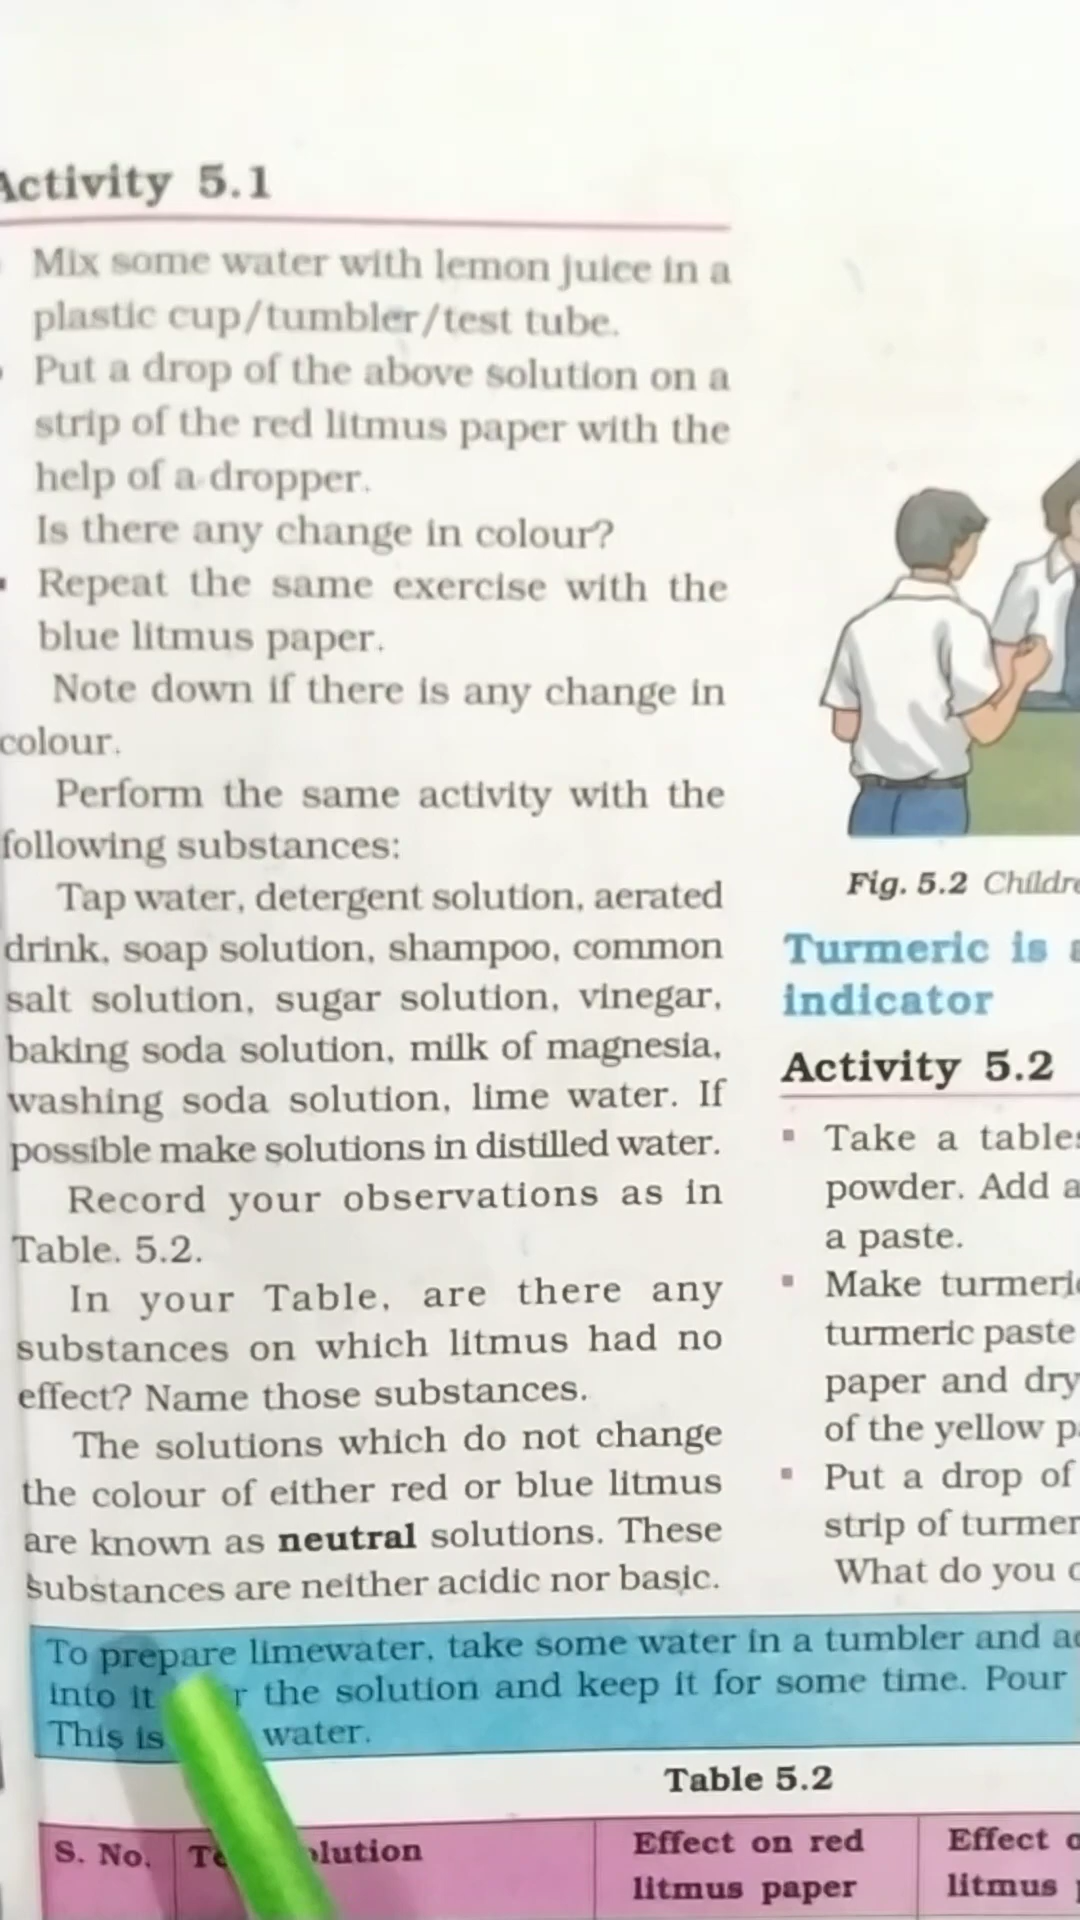 Activity 5.1
Mix some water with lemon juice in a
plastic cup/tumbler/test tube.
Put a drop of the above solution on a
strip of the red litmus paper with the
help of a dropper.
Is there any change in colour?
Repeat the same exercise with the
blue litmus paper.
Note down if there is any change in
colour.
Perform the same activity with the
following substances:
Tap water, detergent solution, aerated
drink, soap solution, shampoo, common
salt solution, sugar solution, vinegar,
baking soda solution, milk of magnesia,
washing soda solution, lime water. If
possible make solutions in distilled water.
Record your observations as in
Table. 5.2.
In your Table, are there any
substances on which litmus had no
effect? Name those substances.
The solutions which do not change
the colour of either red or blue litmus
are known as neutral solutions. These
substances are neither acidic nor basic.
Fig. 5.2
Turmeric is
indicator
Activity 5.2
Take a
powder. Add
a paste.
Make
turmeric paste
paper and dry
of the yellow
Put a drop of
strip of
What do you
To prepare limewater, take some water in a tumbler and
into it the solution and keep it for some time. Pour
This is water.
Table 5.2
S. No.
Effect on red
litmus paper
Effect
litmus